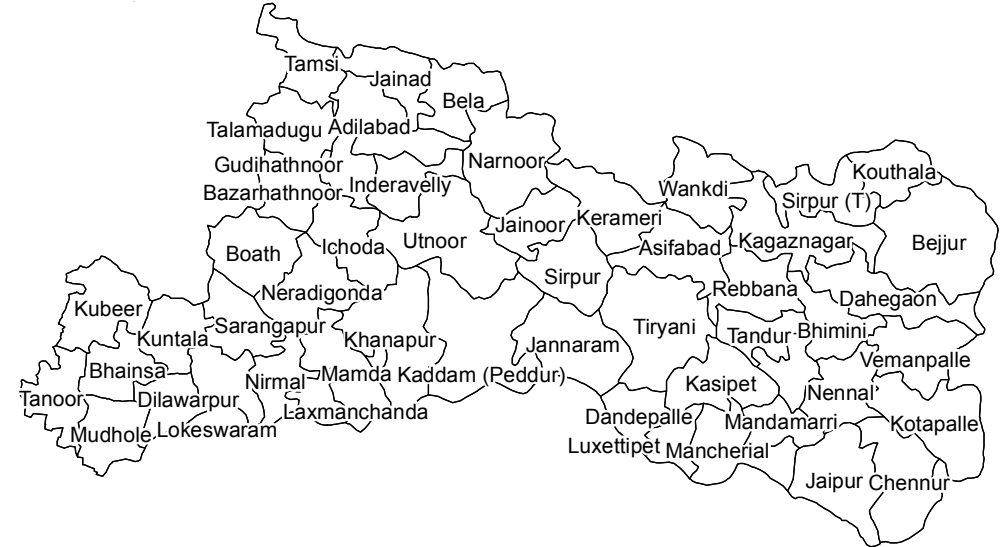 Tamsi
Jainad
Bela
Talamadugu
Adilabad
Gudihathnoor
Narnoor
Kouthala
Bazarhathnoor
Inderavelly
Wankdi
Sirpur (T)
Jainoor
Kerameri
Boath
Ichoda
Utnoor
Asifabad
Kagaznagar
Bejjur
Sirpur
Neradigonda
Rebbana
Dahegaon
Kubeer
Kuntala
Sarangapur
Khanapur
Jannaram
Tiryani
Tandur
Bhimini
Vemanpalle
Bhainsa
Nirmal
Mamda
Kaddam (Peddur)
Kasipet
Nennal
Tanoor
Dilawarpur
Laxmanchanda
Dandepalle
Mandamarri
Kotapalle
Mudhole
Lokeswaram
Luxettipet
Mancherial
Jaipur
Chennur